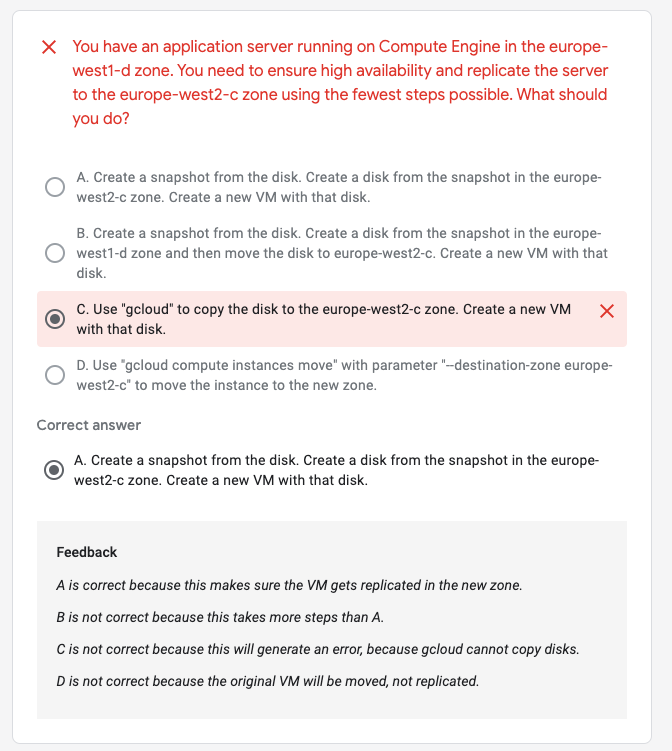 You have an application server running on Compute Engine in the europe-
west1-d zone. You need to ensure high availability and replicate the server
to the europe-west2-c zone using the fewest steps possible. What should
you do?
A. Create a snapshot from the disk. Create a disk from the snapshot in the europe-
west2-c zone. Create a new VM with that disk.
B. Create a snapshot from the disk. Create a disk from the snapshot in the europe-
west1-d zone and then move the disk to europe-west2-c. Create a new VM with that
disk.
C. Use "gcloud" to copy the disk to the europe-west2-c zone. Create a new VM
with that disk.
D. Use "gcloud compute instances move" with parameter "--destination-zone europe-
west2-c" to move the instance to the new zone.
Correct answer
A. Create a snapshot from the disk. Create a disk from the snapshot in the europe-
west2-c zone. Create a new VM with that disk.
Feedback
A is correct because this makes sure the VM gets replicated in the new zone.
B is not correct because this takes more steps than A.
C is not correct because this will generate an error, because gcloud cannot copy disks.
D is not correct because the original VM will be moved, not replicated.